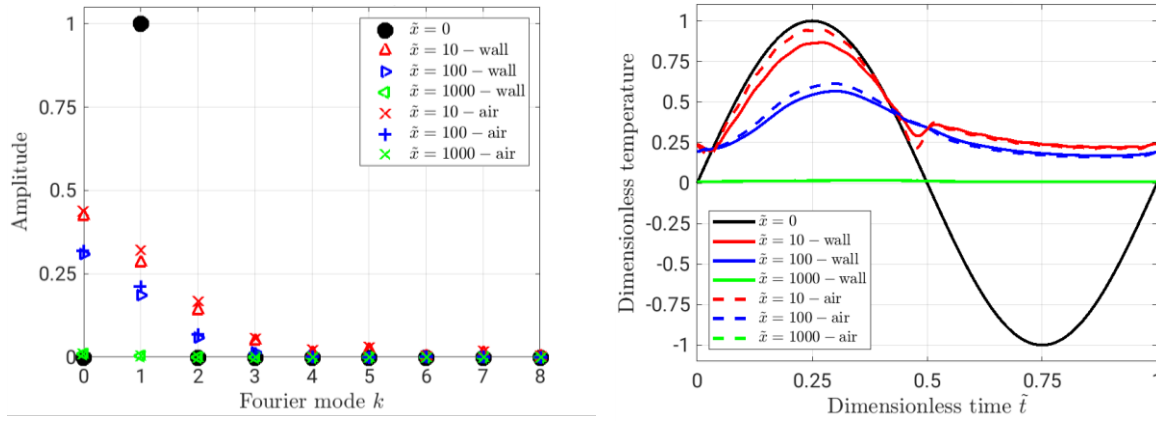 1
0.75
0.5
0.25
0
Amplitude
x̃ = 0
x̃ = 10 − wall
x̃ = 100 − wall
x̃ = 1000 − wall
x̃ = 10 − air
x̃ = 100 − air
x̃ = 1000 − air
0 1 2 3 4 5 6 7 8
Fourier mode k
1
0.75
0.5
0.25
0
-0.25
-0.5
-0.75
-1
Dimensionless temperature
x̃ = 0
x̃ = 10 − wall
x̃ = 100 − wall
x̃ = 1000 − wall
x̃ = 10 − air
x̃ = 100 − air
x̃ = 1000 − air
0 0.25 0.5 0.75 1
Dimensionless time t̃